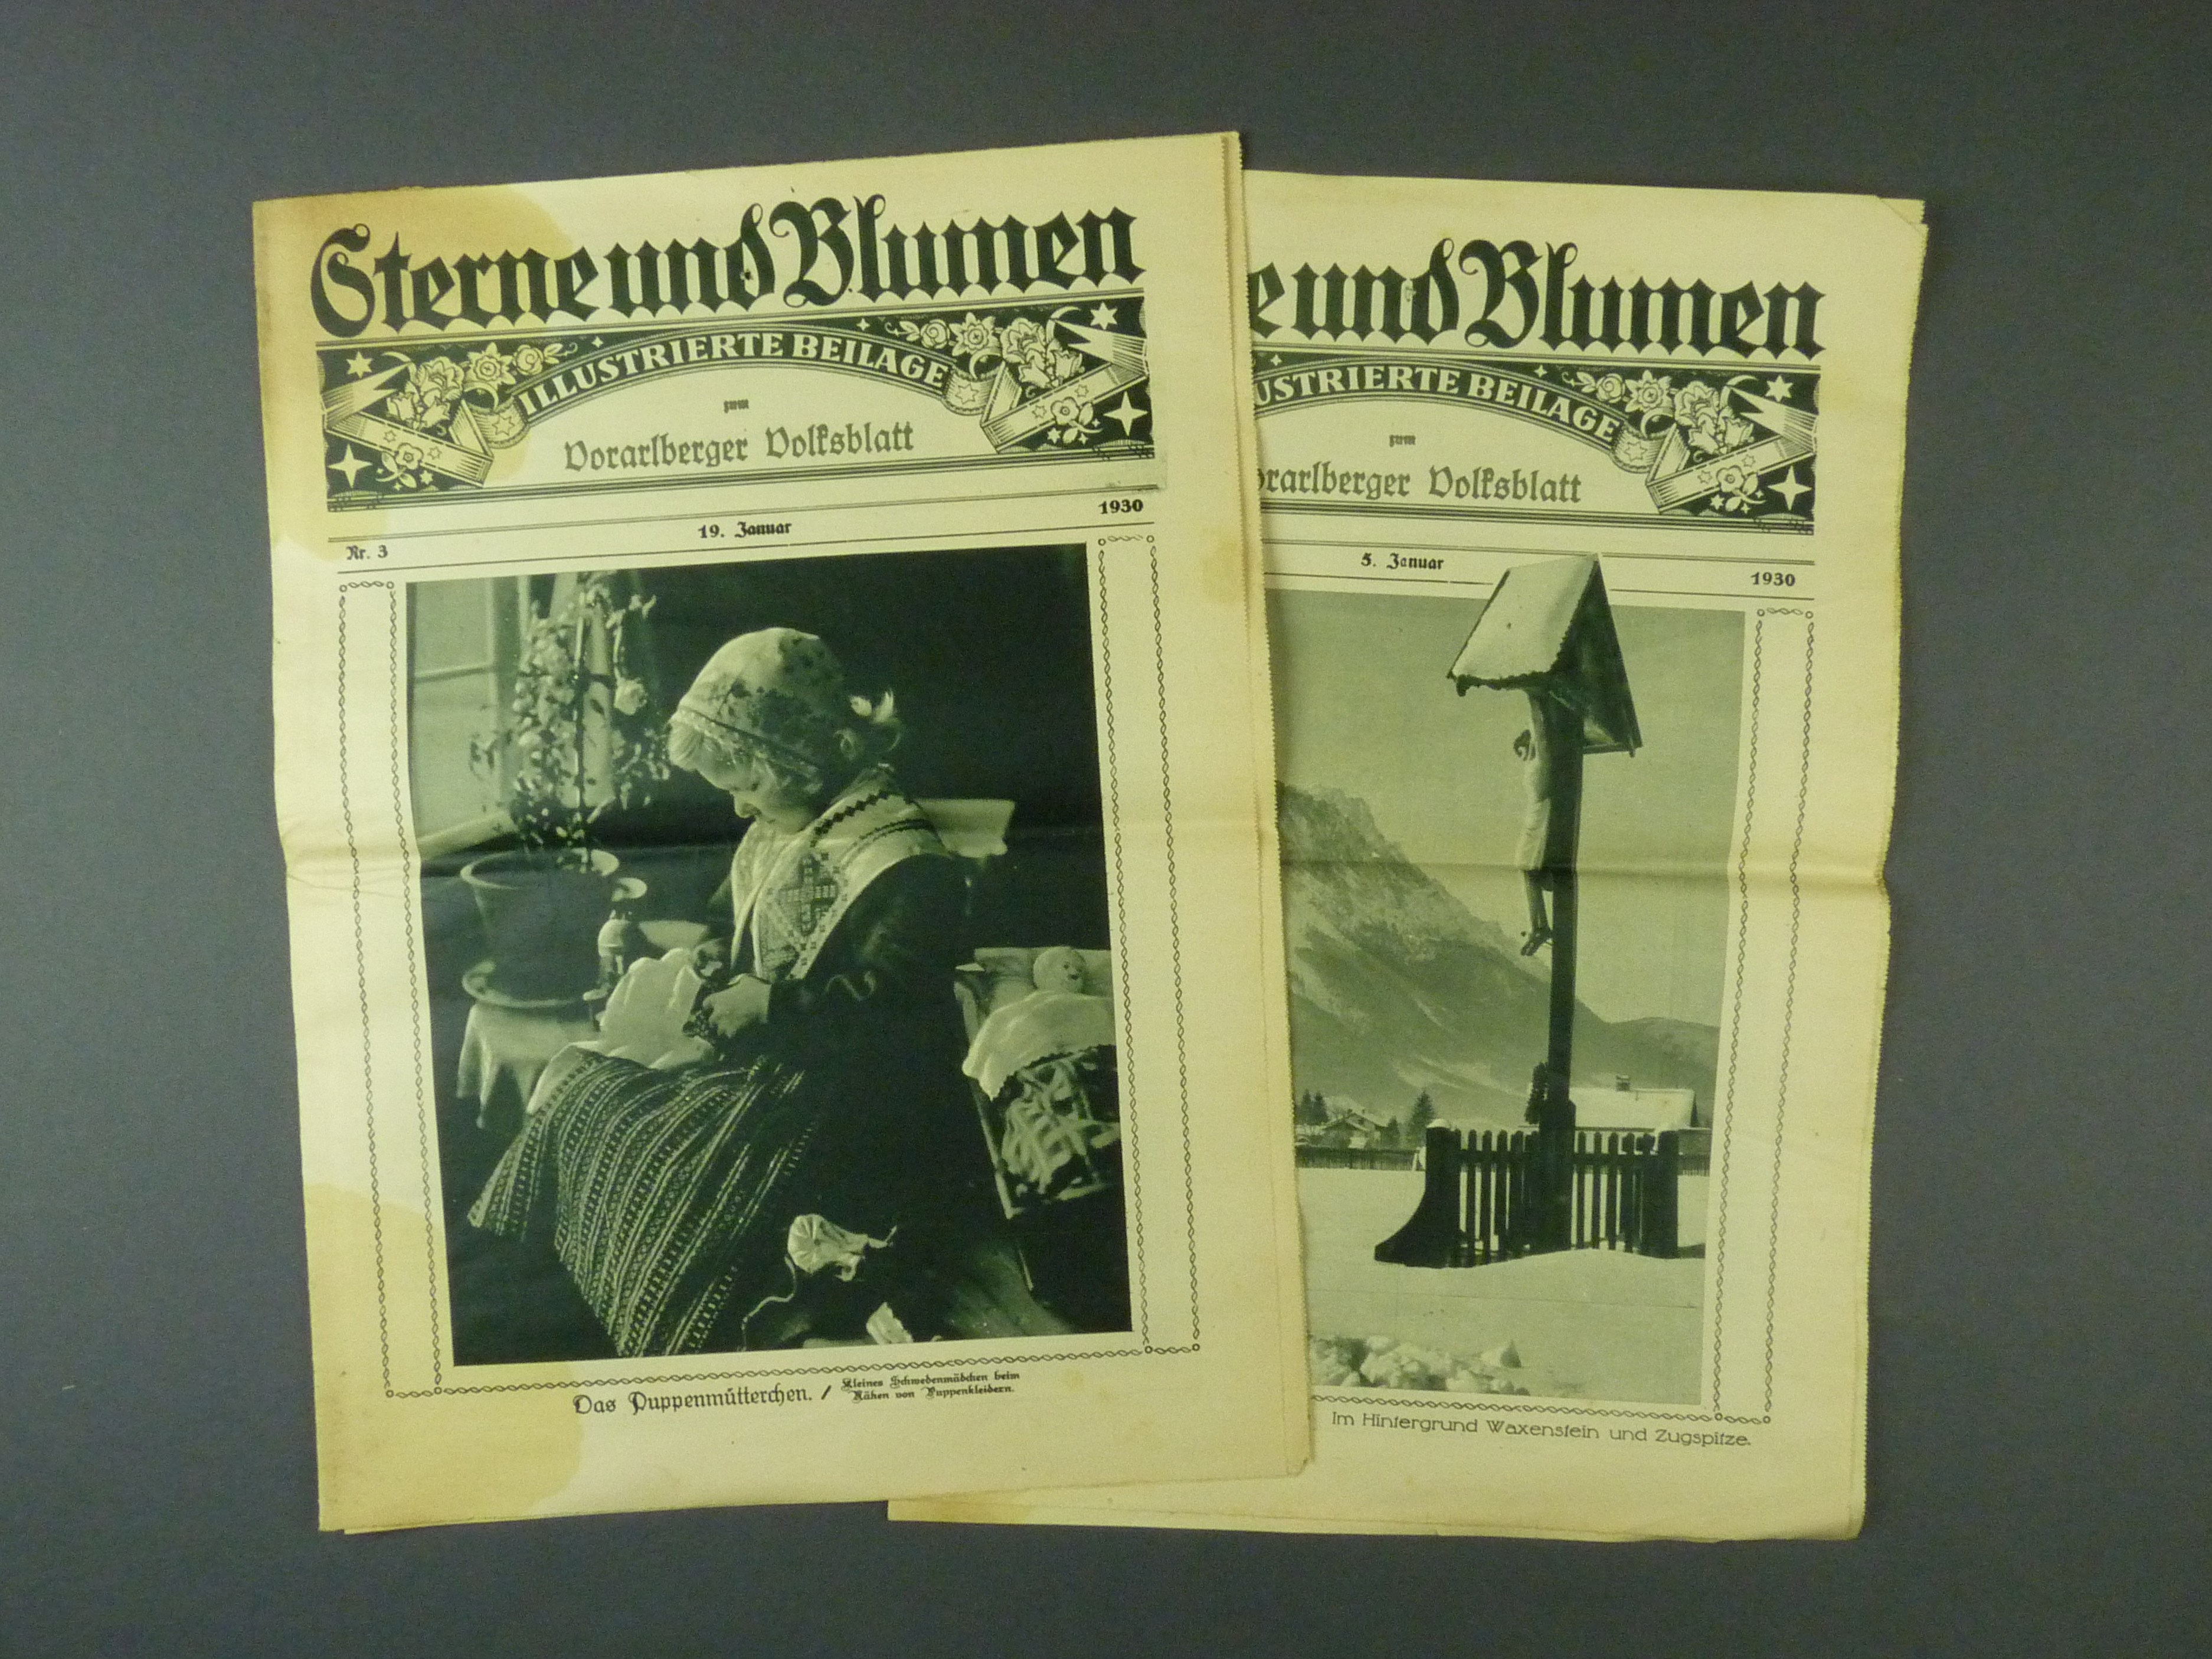 Sterne und Blumen
ILLUSTRIERTE BEILAGE
zum
Vorarlberger Volksblatt
Nr. 3 19. Januar 1930
Das Puppenmütterchen. / Kleines Schwedenmädchen beim
Nähen von Puppenkleidern.
e und Blumen
USTRIERTE BEILAGE
zum
orarlberger Volksblatt
5. Januar 1930
Im Hintergrund Waxenstein und Zugspitze.